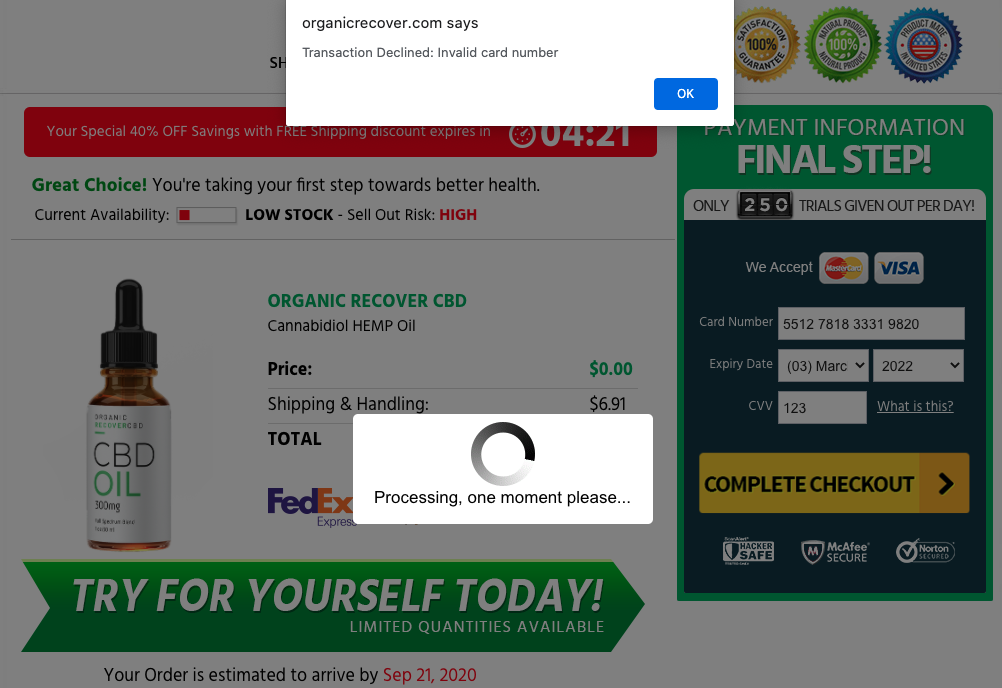 organicrecover.com says
Transaction Declined: Invalid card number
OK
SH
SATISFACTION
100%
GUARANTEE
NATURAL PRODUCT
100%
NATURAL PRODUCT
PRODUCT MADE
IN UNITED STATES
Your Special 40% OFF Savings with FREE Shipping discount expires in 04:21
Great Choice! You're taking your first step towards better health.
Current Availability: LOW STOCK - Sell Out Risk: HIGH
ORGANIC RECOVER CBD
Cannabidiol HEMP Oil
Price: $0.00
Shipping & Handling: $6.91
TOTAL
FedEx
Express
ORGANIC
RECOVERCBD
CBD
OIL
300mg
Processing, one moment please...
TRY FOR YOURSELF TODAY!
LIMITED QUANTITIES AVAILABLE
Your Order is estimated to arrive by Sep 21, 2020
PAYMENT INFORMATION
FINAL STEP!
ONLY 250 TRIALS GIVEN OUT PER DAY!
We Accept MasterCard VISA
Card Number 5512 7818 3331 9820
Expiry Date (03) Marc 2022
CVV 123 What is this?
COMPLETE CHECKOUT
HACKER
SAFE
McAfee
SECURE
Norton
SECURED